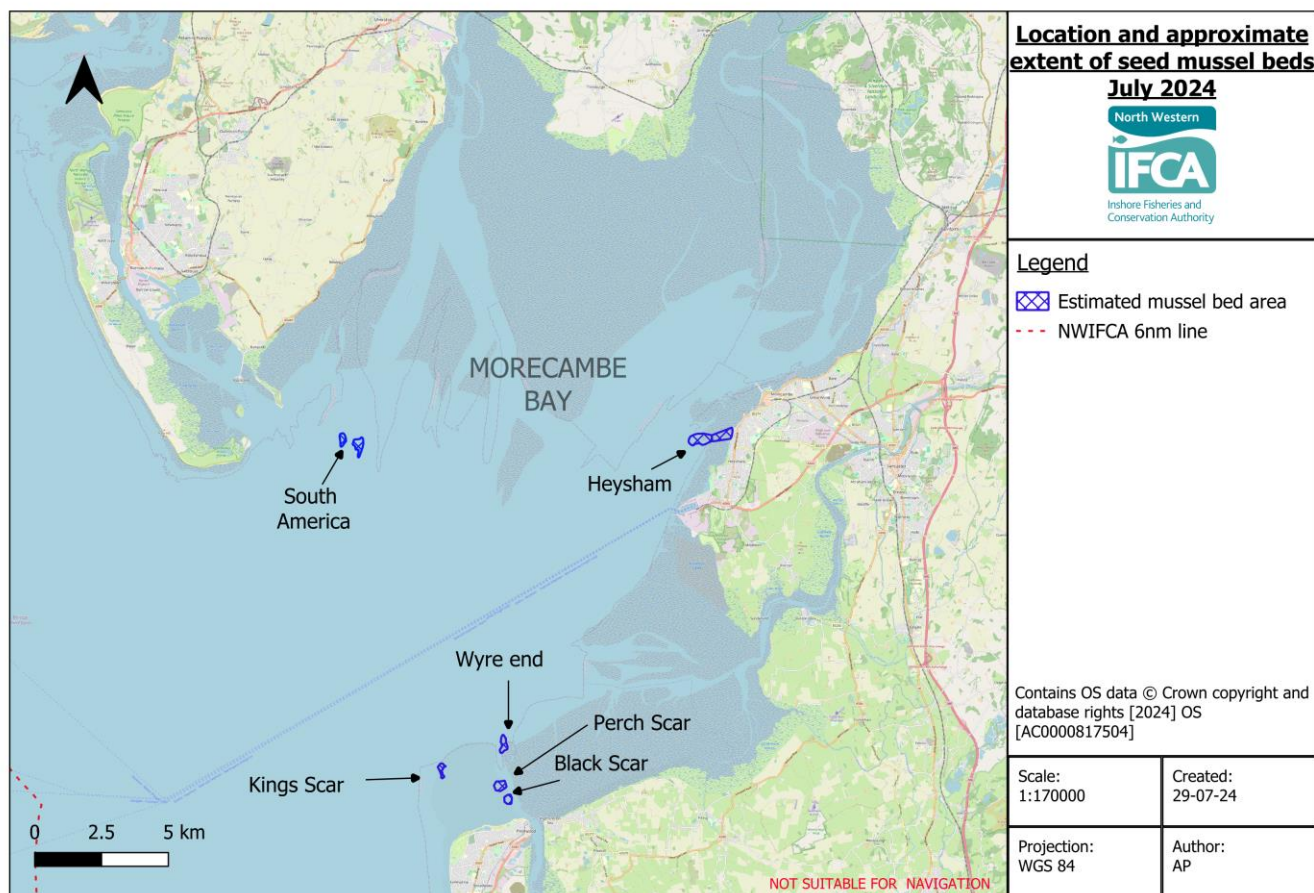 Location and approximate
extent of seed mussel beds
July 2024
North Western
IFCA
Inshore Fisheries and
Conservation Authority
Legend
Estimated mussel bed area
NWIFCA 6nm line
MORECAMBE
BAY
South
America
Heysham
Wyre end
Perch Scar
Black Scar
Kings Scar
0 2.5 5 km
NOT SUITABLE FOR NAVIGATION
Contains OS data © Crown copyright and
database rights [2024] OS
[AC0000817504]
Scale:
1:170000
Created:
29-07-24
Projection:
WGS 84
Author:
AP